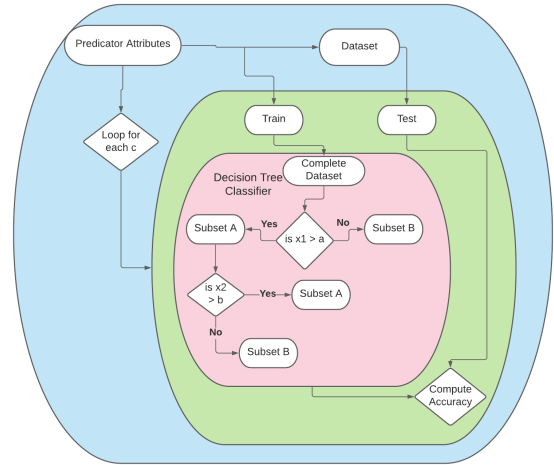 Predicator Attributes
Dataset
Train
Test
Loop for
each c
Complete
Dataset
Decision Tree
Classifier
Subset A
Yes
is x1 > a
No
Subset B
is x2
> b
Yes
Subset A
No
Subset B
Compute
Accuracy